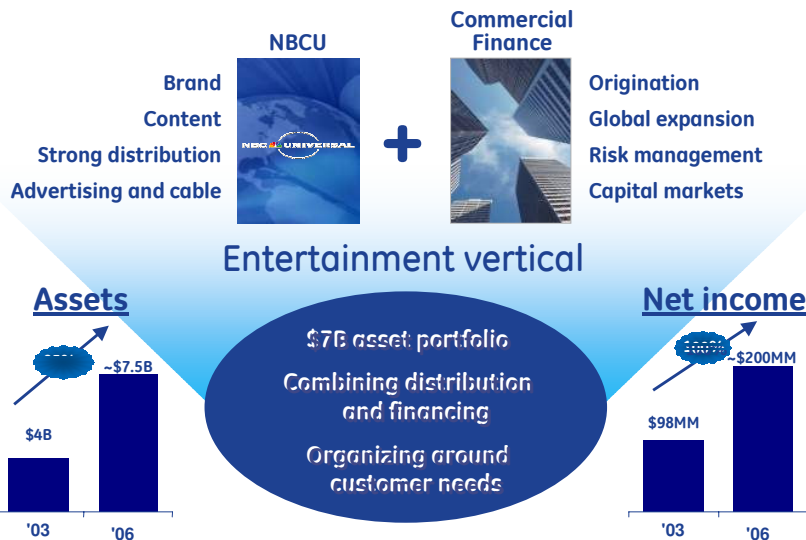 NBCU
Commercial
Finance
Brand
Content
Strong distribution
Advertising and cable
NBC UNIVERSAL
+
Origination
Global expansion
Risk management
Capital markets
Entertainment vertical
Assets
~$7.5B
$4B
'03
'06
$7B asset portfolio
Combining distribution
and financing
Organizing around
customer needs
Net income
~$200MM
$98MM
'03
'06